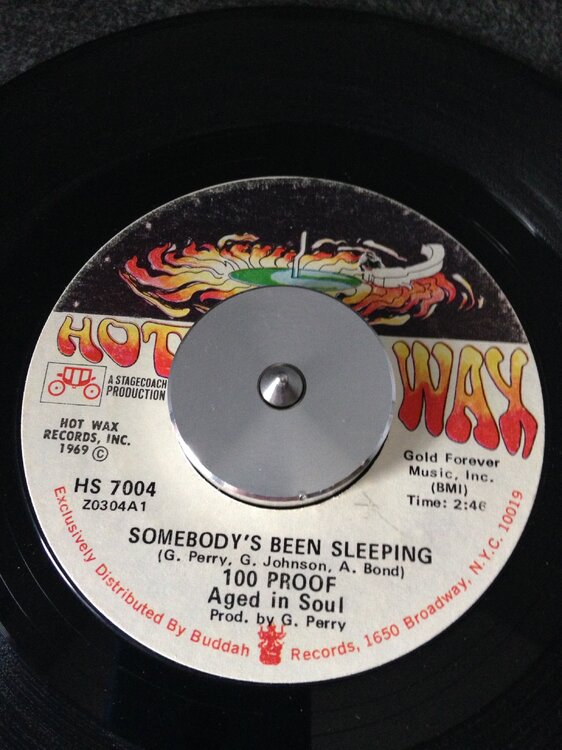 HOT WAX
A STAGECOACH
PRODUCTION
HOT WAX
RECORDS, INC.
1969 ©
HS 7004
Z0304A1
Gold Forever
Music, Inc.
(BMI)
Time: 2:46
SOMEBODY'S BEEN SLEEPING
(G. Perry, G. Johnson, A. Bond)
100 PROOF
Aged in Soul
Prod. by G. Perry
Exclusively Distributed By Buddah Records, 1650 Broadway, N.Y.C. 10019